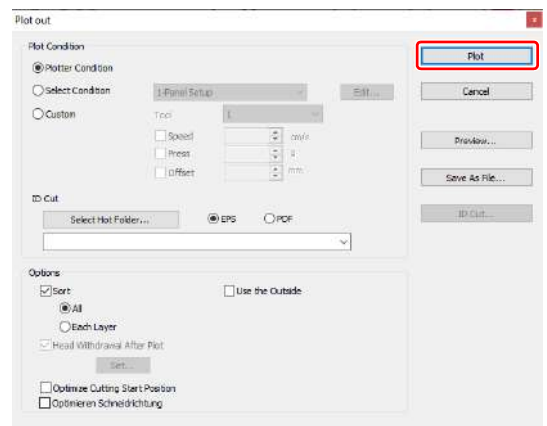 Plot out
Plot Condition
Plotter Condition
Select Condition 1-Panel Setup Edit...
Custom Tool 1
Speed cm/s
Press g
Offset mm
ID Cut
Select Hot Folder... EPS PDF
Options
Sort Use the Outside
All
Each Layer
Head Withdrawal After Plot
Set...
Optimize Cutting Start Position
Optimieren Schneidrichtung
Plot
Cancel
Preview...
Save As File...
ID Cut...